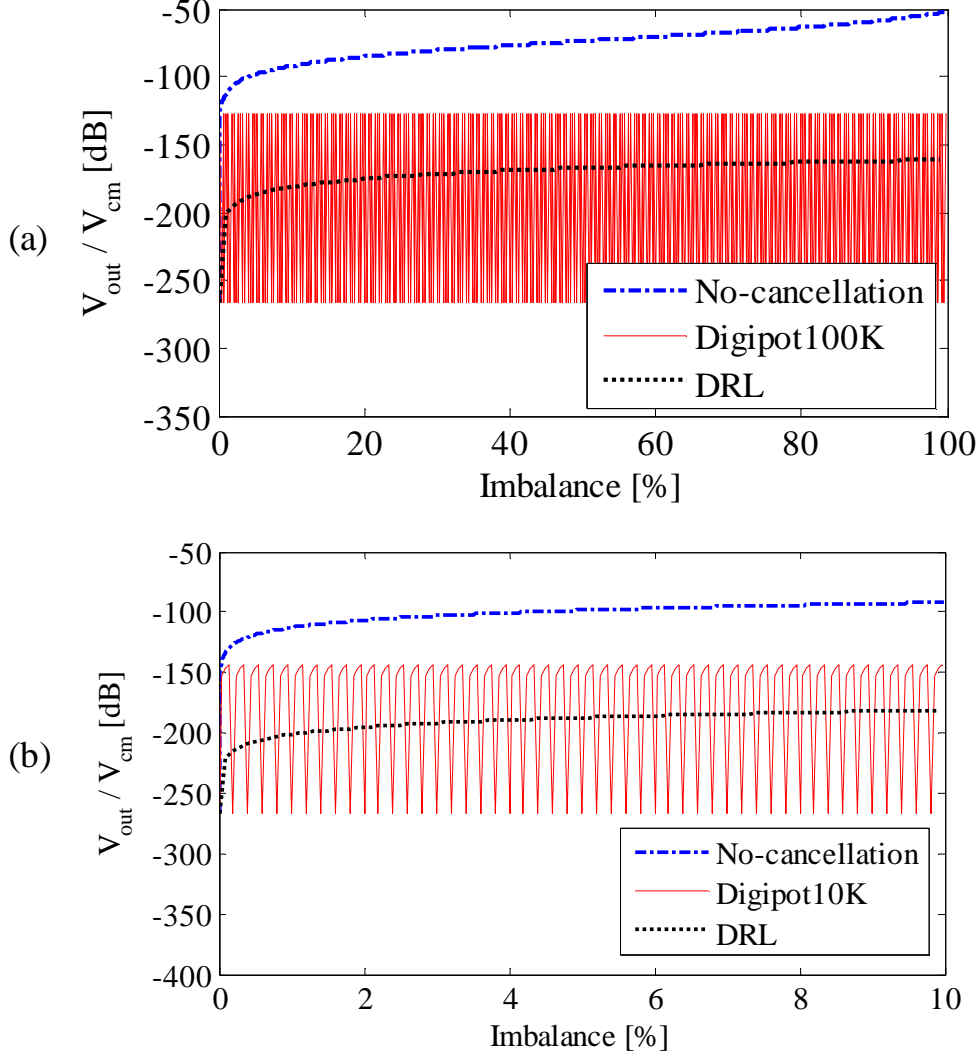 (a)
V_out / V_cm [dB]
-50
-100
-150
-200
-250
-300
-350
0 20 40 60 80 100
Imbalance [%]
No-cancellation
Digipot100K
DRL
(b)
V_out / V_cm [dB]
-50
-100
-150
-200
-250
-300
-350
-400
0 2 4 6 8 10
Imbalance [%]
No-cancellation
Digipot10K
DRL